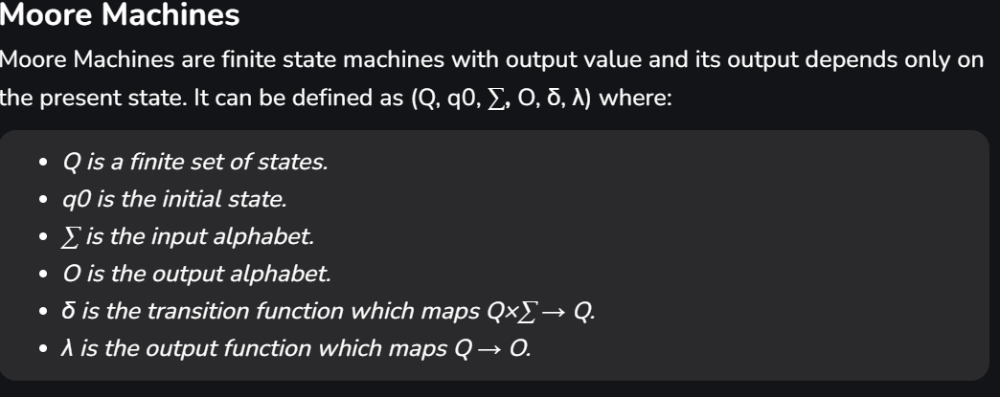 Moore Machines
Moore Machines are finite state machines with output value and its output depends only on
the present state. It can be defined as (Q, q0, ∑, O, δ, λ) where:
• Q is a finite set of states.
• q0 is the initial state.
• ∑ is the input alphabet.
• O is the output alphabet.
• δ is the transition function which maps Q×∑ → Q.
• λ is the output function which maps Q → O.